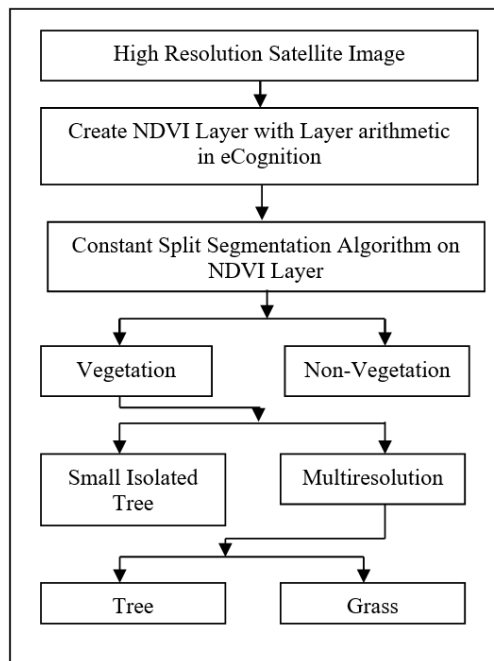 High Resolution Satellite Image
Create NDVI Layer with Layer arithmetic
in eCognition
Constant Split Segmentation Algorithm on
NDVI Layer
Vegetation
Non-Vegetation
Small Isolated
Tree
Multiresolution
Tree
Grass